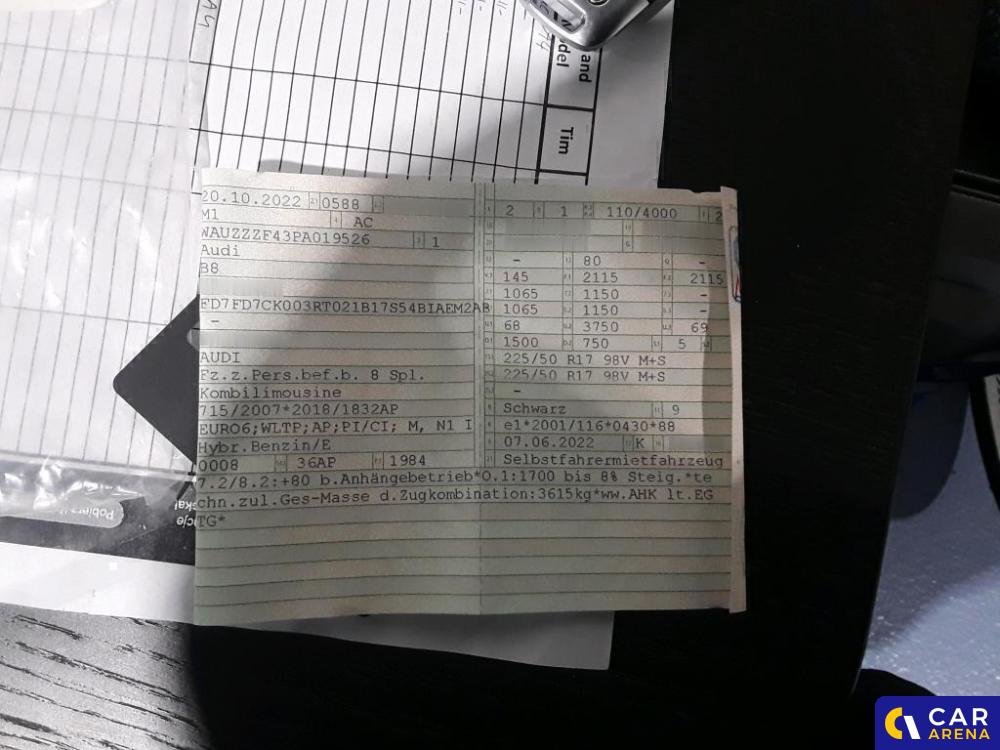 and
del
Tim
20.10.2022 0588
M1 AC
WAUZZZF43PA019526 1
Audi
B8
FD7FD7CK003RT021B17S54BIAEM2AB
-
AUDI
Fz.z.Pers.bef.b. 8 Spl.
Kombilimousine
715/2007*2018/1832AP
EURO6;WLTP;AP;PI/CI; M, N1 I
Hybr.Benzin/E
0008 36AP 1984
2 1 110/4000 2
- 80 -
145 2115 2115
1065 1150 -
1065 1150 -
68 3750 69
1500 750 5
225/50 R17 98V M+S
225/50 R17 98V M+S
-
Schwarz 9
e1*2001/116*0430*88
07.06.2022 K
Selbstfahrermietfahrzeug
7.2/8.2:+80 b.Anhängebetrieb*O.1:1700 bis 8% Steig.*te
chn.zul.Ges-Masse d.Zugkombination:3615kg*ww.AHK lt.EG
TG*
CAR
ARENA